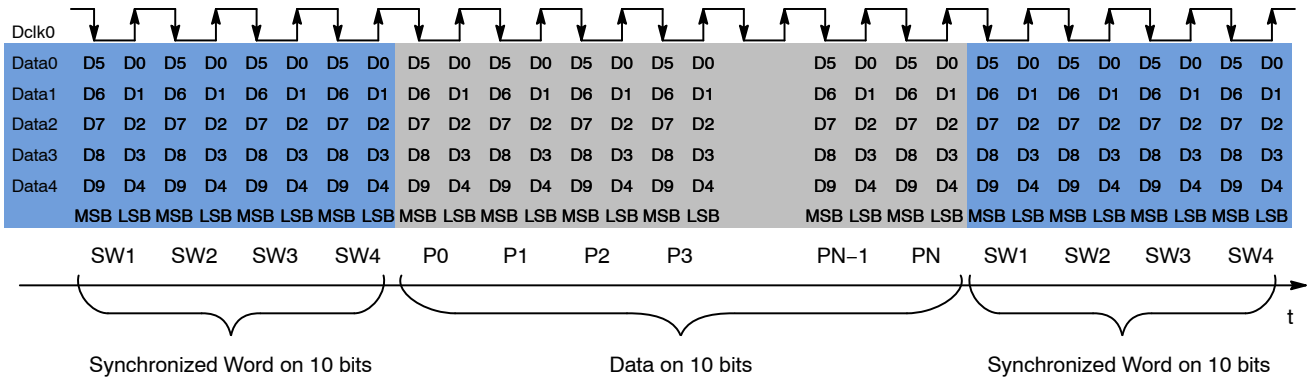 Dclk0
Data0 D5 D0 D5 D0 D5 D0 D5 D0 D5 D0 D5 D0 D5 D0 D5 D0 D5 D0 D5 D0 D5 D0 D5 D0 D5 D0 D5 D0
Data1 D6 D1 D6 D1 D6 D1 D6 D1 D6 D1 D6 D1 D6 D1 D6 D1 D6 D1 D6 D1 D6 D1 D6 D1 D6 D1 D6 D1
Data2 D7 D2 D7 D2 D7 D2 D7 D2 D7 D2 D7 D2 D7 D2 D7 D2 D7 D2 D7 D2 D7 D2 D7 D2 D7 D2 D7 D2
Data3 D8 D3 D8 D3 D8 D3 D8 D3 D8 D3 D8 D3 D8 D3 D8 D3 D8 D3 D8 D3 D8 D3 D8 D3 D8 D3 D8 D3
Data4 D9 D4 D9 D4 D9 D4 D9 D4 D9 D4 D9 D4 D9 D4 D9 D4 D9 D4 D9 D4 D9 D4 D9 D4 D9 D4 D9 D4
MSB LSB MSB LSB MSB LSB MSB LSB MSB LSB MSB LSB MSB LSB MSB LSB MSB LSB MSB LSB MSB LSB MSB LSB MSB LSB MSB LSB
SW1 SW2 SW3 SW4 P0 P1 P2 P3 PN−1 PN SW1 SW2 SW3 SW4
t
Synchronized Word on 10 bits Data on 10 bits Synchronized Word on 10 bits